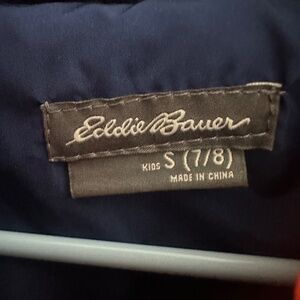 Eddie Bauer
KIDS S (7/8)
MADE IN CHINA